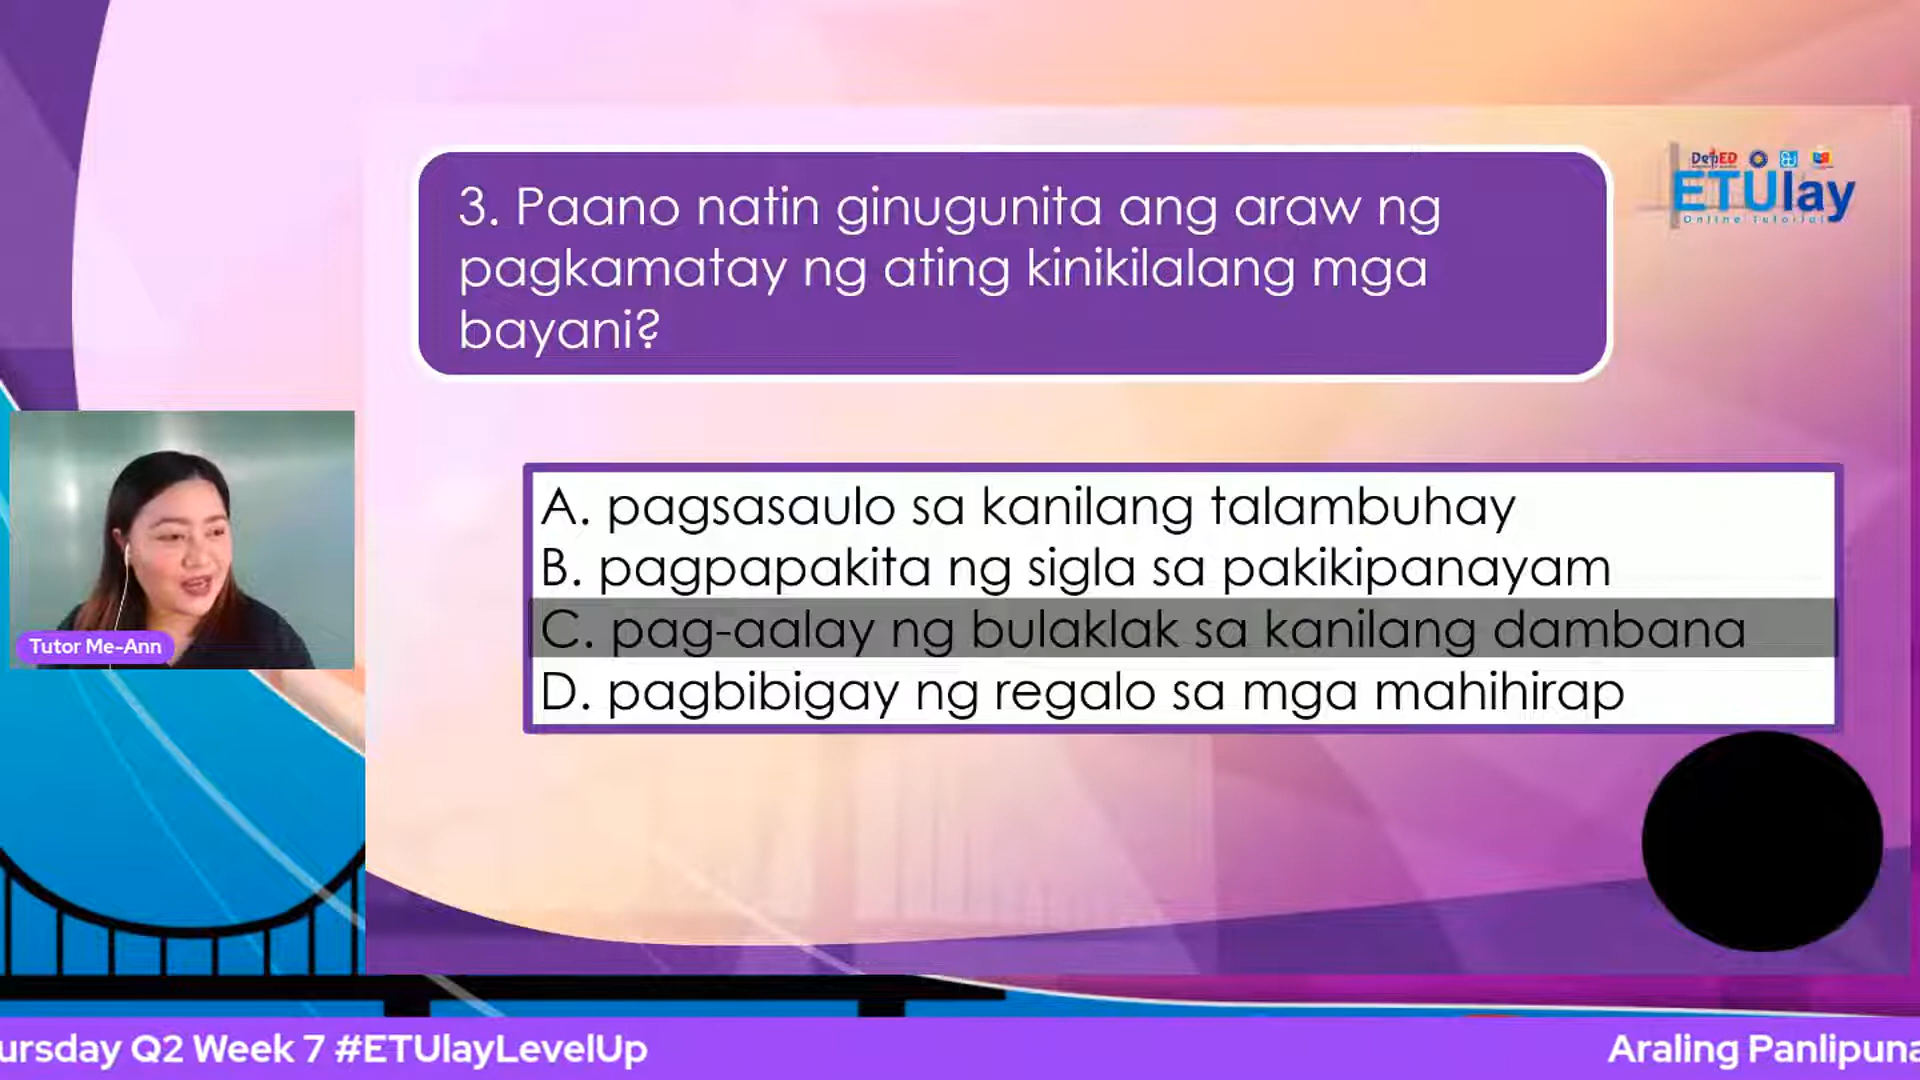 3. Paano natin ginugunita ang araw ng
pagkamatay ng ating kinikilalang mga
bayani?
DepED
ETUlay
Online Tutorial
A. pagsasaulo sa kanilang talambuhay
B. pagpapakita ng sigla sa pakikipanayam
C. pag-aalay ng bulaklak sa kanilang dambana
D. pagbibigay ng regalo sa mga mahihirap
Tutor Me-Ann
ursday Q2 Week 7 #ETUlayLevelUp
Araling Panlipuna